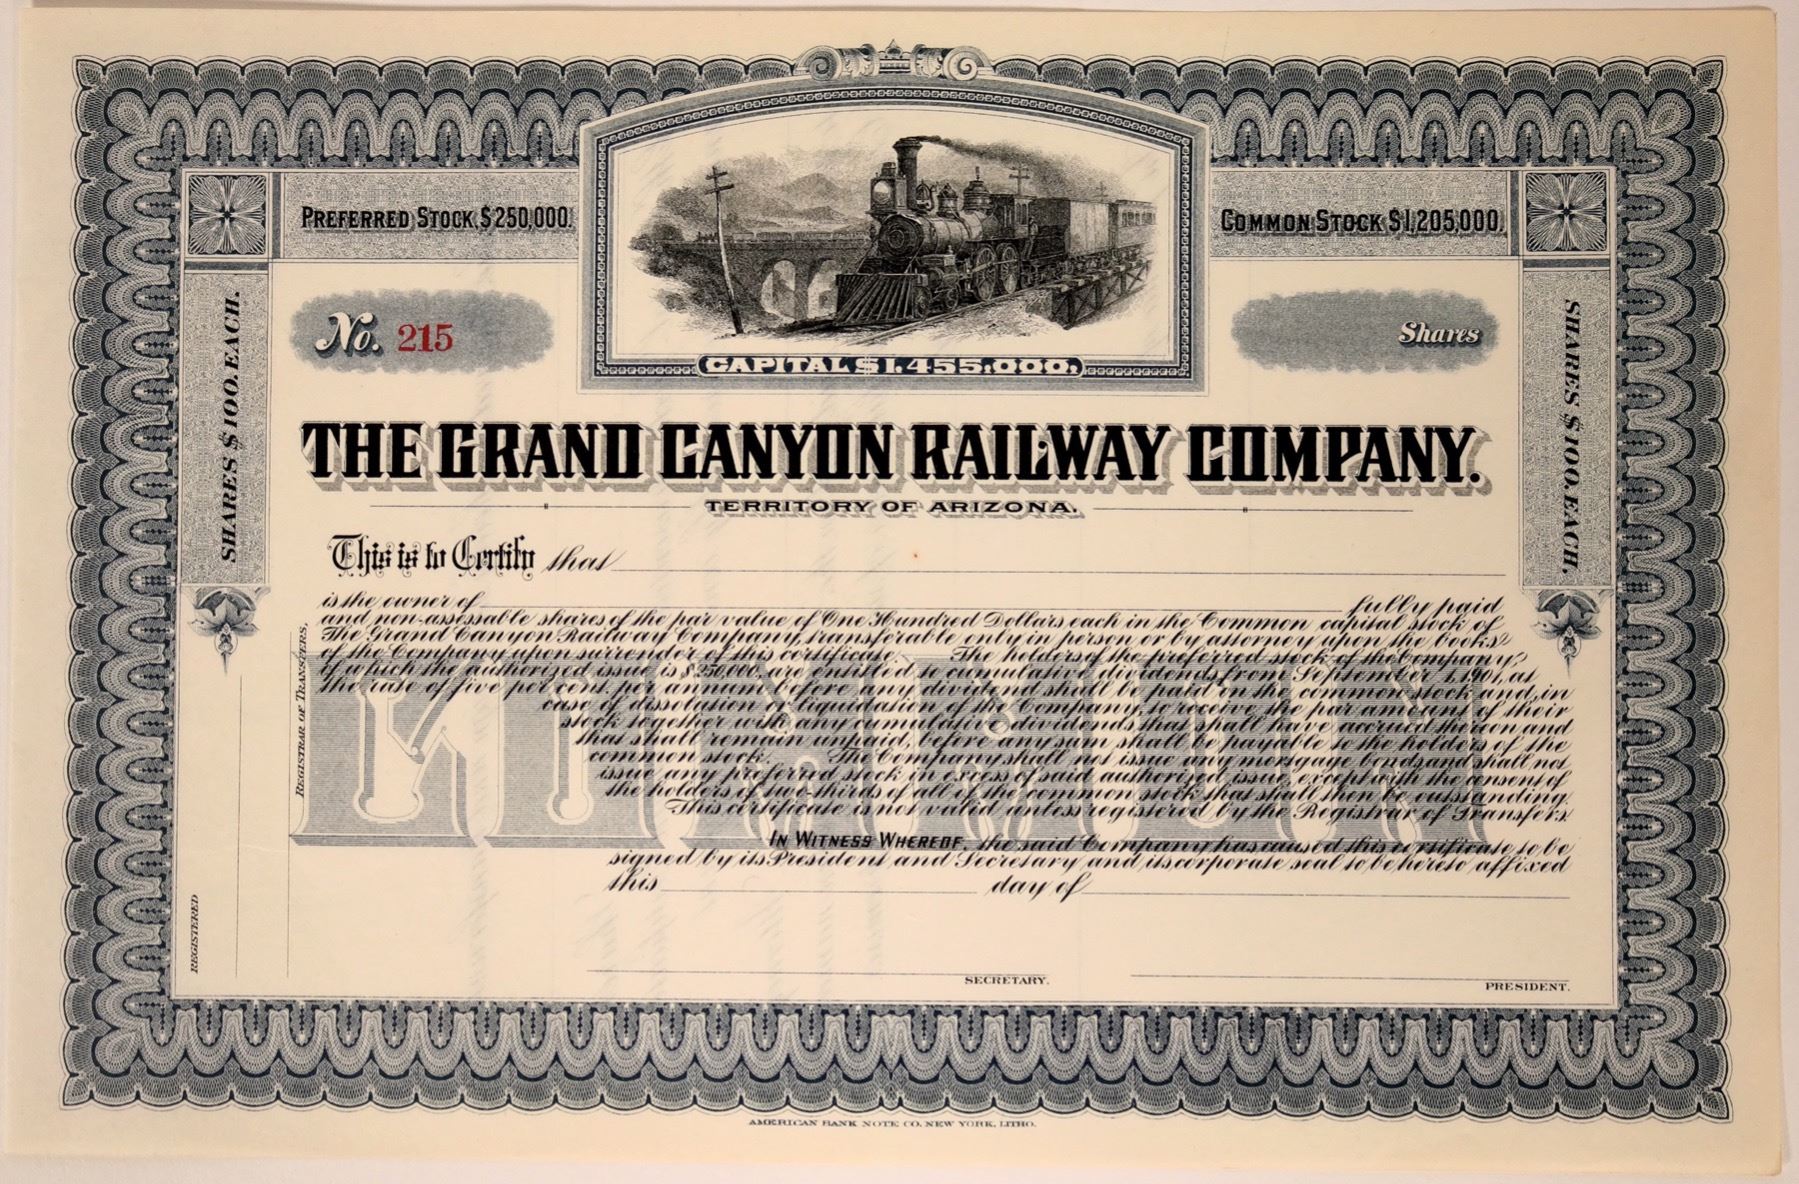 PREFERRED STOCK, $250,000.
COMMON STOCK $1,205,000.
No. 215
Shares
CAPITAL $1,455,000.
SHARES $100. EACH.
SHARES $100. EACH.
THE GRAND CANYON RAILWAY COMPANY.
TERRITORY OF ARIZONA.
This is to Certify that
is the owner of fully paid
and non-assessable shares of the par value of One Hundred Dollars each in the Common capital stock of
The Grand Canyon Railway Company, transferable only in person or by attorney upon the books
of the Company upon surrender of this certificate. The holders of the preferred stock of the Company,
of which the authorized issue is $250,000, are entitled to cumulative dividends from September 1, 1901, at
the rate of five per cent. per annum before any dividend shall be paid on the common stock and, in
case of dissolution or liquidation of the Company, to receive the par amount of their
stock together with any cumulative dividends that shall have accrued thereon and
that shall remain unpaid, before any sum shall be payable to the holders of the
common stock. The Company shall not issue any mortgage bonds and shall not
issue any preferred stock in excess of said authorized issue, except with the consent of
the holders of two-thirds of all of the common stock that shall then be outstanding.
This certificate is not valid unless registered by the Registrar of Transfers
IN WITNESS WHEREOF, the said Company has caused this certificate to be
signed by its President and Secretary and its corporate seal to be hereto affixed
this day of
REGISTERED
REGISTRAR OF TRANSFERS.
SECRETARY.
PRESIDENT.
AMERICAN BANK NOTE CO. NEW YORK, LITHO.